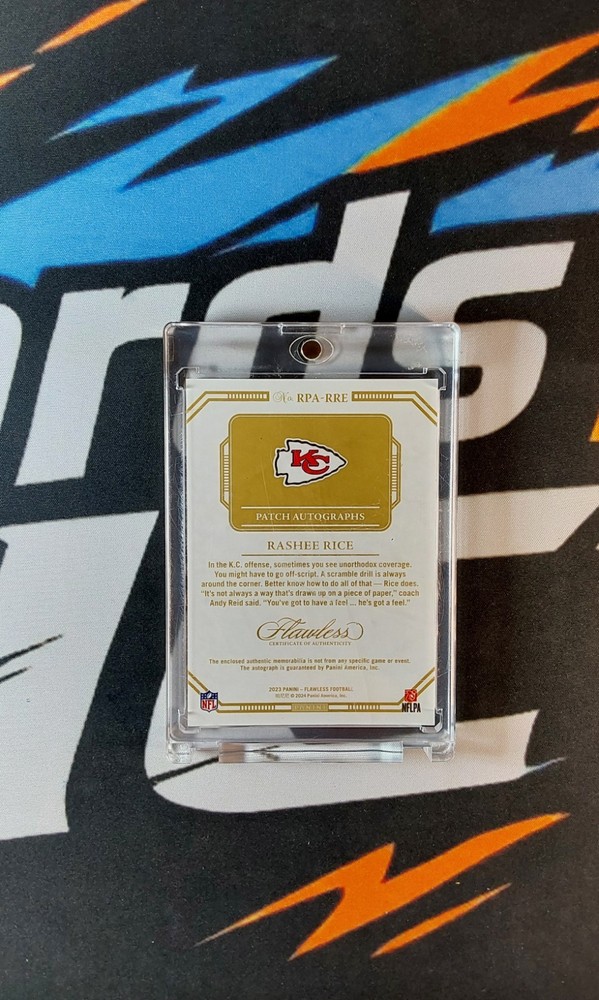 ards
No. RPA-RRE
KC
PATCH AUTOGRAPHS
RASHEE RICE
In the K.C. offense, sometimes you see unorthodox coverage.
You might have to go off-script. A scramble drill is always
around the corner. Better know how to do all of that — Rice does.
"It's not always a way that's drawn up on a piece of paper," coach
Andy Reid said. "You've got to have a feel ... he's got a feel."
Flawless
CERTIFICATE OF AUTHENTICITY
The enclosed authentic memorabilia is not from any specific game or event.
The autograph is guaranteed by Panini America, Inc.
2023 PANINI - FLAWLESS FOOTBALL
© 2024 Panini America, Inc.
NFL
PANINI
NFLPA